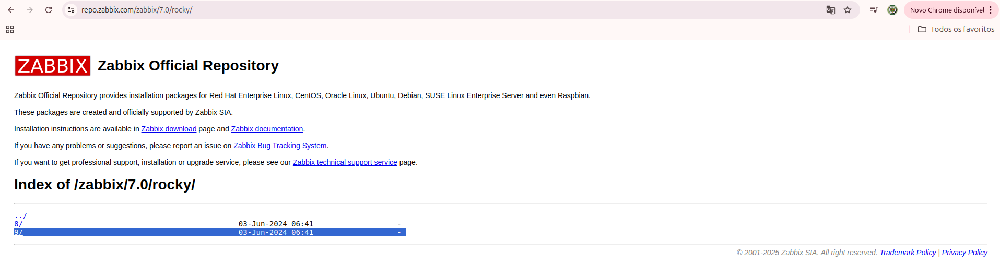 repo.zabbix.com/zabbix/7.0/rocky/
Novo Chrome disponível
Todos os favoritos
ZABBIX Zabbix Official Repository
Zabbix Official Repository provides installation packages for Red Hat Enterprise Linux, CentOS, Oracle Linux, Ubuntu, Debian, SUSE Linux Enterprise Server and even Raspbian.
These packages are created and officially supported by Zabbix SIA.
Installation instructions are available in Zabbix download page and Zabbix documentation.
If you have any problems or suggestions, please report an issue on Zabbix Bug Tracking System.
If you want to get professional support, installation or upgrade service, please see our Zabbix technical support service page.
Index of /zabbix/7.0/rocky/
../
8/ 03-Jun-2024 06:41 -
9/ 03-Jun-2024 06:41 -
© 2001-2025 Zabbix SIA. All right reserved. Trademark Policy | Privacy Policy